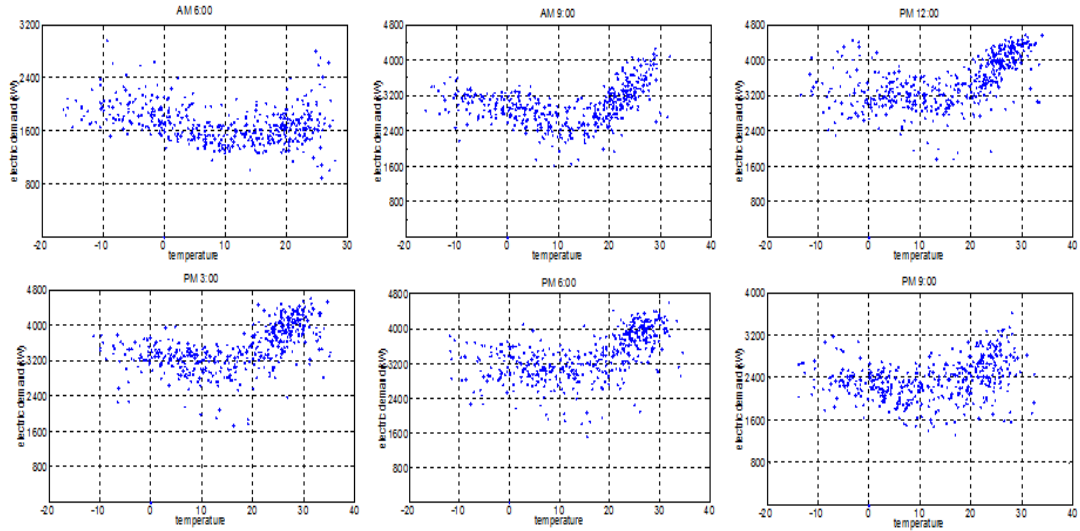 AM 6:00
3200
2400
1600
800
electric demand(kW)
-20 -10 0 10 20 30
temperature
AM 9:00
4800
4000
3200
2400
1600
800
electric demand(kW)
-20 -10 0 10 20 30 40
temperature
PM 12:00
4800
4000
3200
2400
1600
800
electric demand(kW)
-20 -10 0 10 20 30 40
temperature
PM 3:00
4800
4000
3200
2400
1600
800
electric demand(kW)
-20 -10 0 10 20 30 40
temperature
PM 6:00
4800
4000
3200
2400
1600
800
electric demand(kW)
-20 -10 0 10 20 30 40
temperature
PM 9:00
4000
3200
2400
1600
800
electric demand(kW)
-20 -10 0 10 20 30 40
temperature